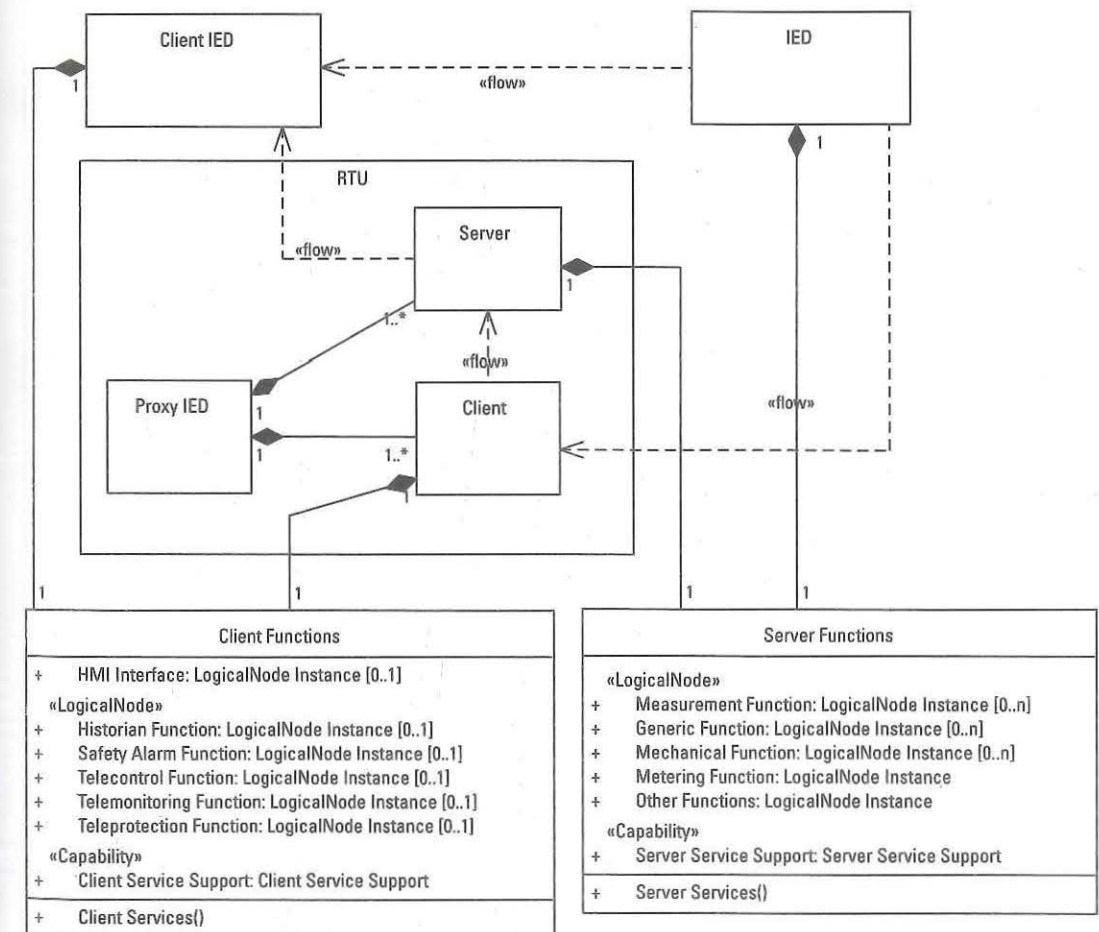 Client IED
IED
1
«flow»
1
RTU
Server
«flow»
1
1..*
«flow»
Proxy IED
Client
«flow»
1
1
1..*
1
1
1
1
1
Client Functions
+ HMI Interface: LogicalNode Instance [0..1]
«LogicalNode»
+ Historian Function: LogicalNode Instance [0..1]
+ Safety Alarm Function: LogicalNode Instance [0..1]
+ Telecontrol Function: LogicalNode Instance [0..1]
+ Telemonitoring Function: LogicalNode Instance [0..1]
+ Teleprotection Function: LogicalNode Instance [0..1]
«Capability»
+ Client Service Support: Client Service Support
+ Client Services()
Server Functions
«LogicalNode»
+ Measurement Function: LogicalNode Instance [0..n]
+ Generic Function: LogicalNode Instance [0..n]
+ Mechanical Function: LogicalNode Instance [0..n]
+ Metering Function: LogicalNode Instance
+ Other Functions: LogicalNode Instance
«Capability»
+ Server Service Support: Server Service Support
+ Server Services()